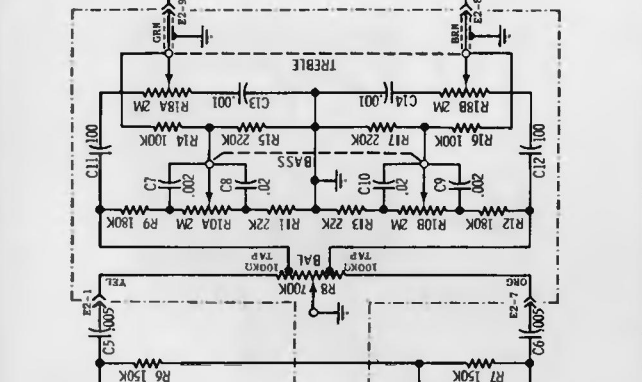 E2-9
E2-8
GRN
BRN
TREBLE
R18A 2M
C13 .001
C14 .001
R18B 2M
C11 100
R14 100K
R15 220K
R17 220K
R16 100K
C12 100
BASS
C7 .002
C8 .02
C10 .02
C9 .002
R9 180K
R10A 2M
R11 22K
R13 22K
R10B 2M
R12 180K
BAL
100KΩ TAP
100KΩ TAP
YEL
R8 700K
ORG
E2-1
E2-7
C5 .005
C6 .005
R6 150K
R7 150K